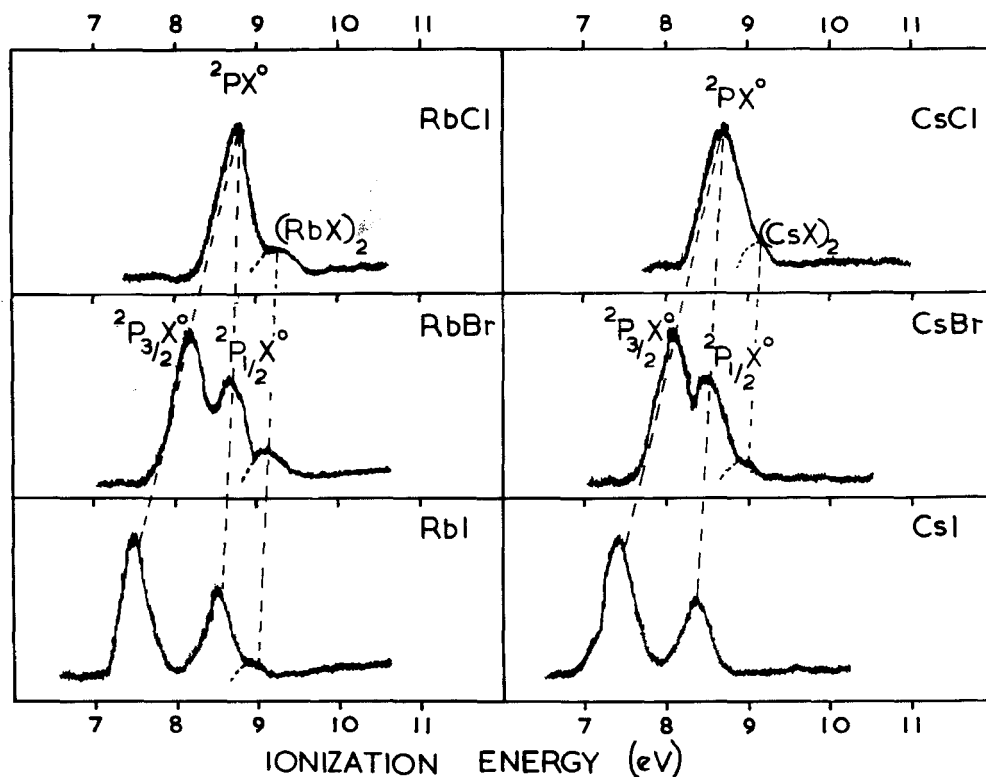 7 8 9 10 11 7 8 9 10 11
²PX° ²PX°
RbCl CsCl
(RbX)₂ (CsX)₂
²P₃/₂X° ²P₁/₂X° RbBr ²P₃/₂X° ²P₁/₂X° CsBr
RbI CsI
7 8 9 10 11 7 8 9 10 11
IONIZATION ENERGY (eV)